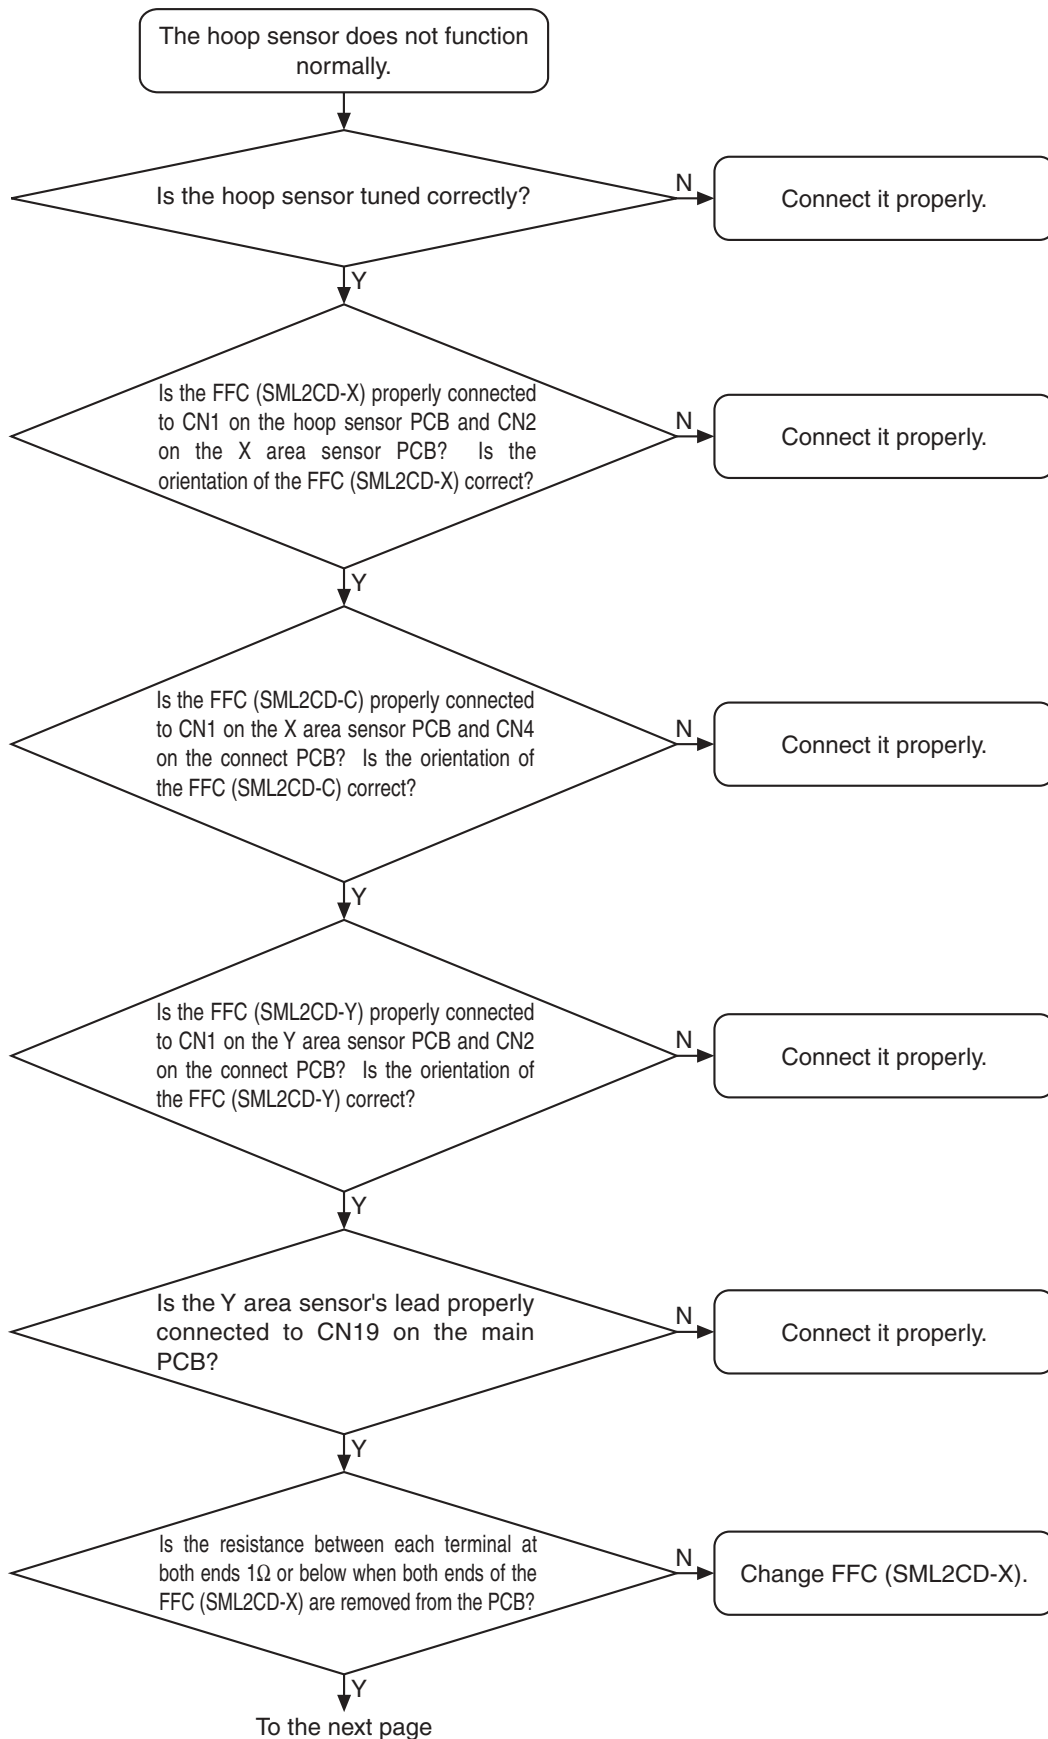 The hoop sensor does not function
normally.
Is the hoop sensor tuned correctly?
N
Connect it properly.
Y
Is the FFC (SML2CD-X) properly connected
to CN1 on the hoop sensor PCB and CN2
on the X area sensor PCB? Is the
orientation of the FFC (SML2CD-X) correct?
N
Connect it properly.
Y
Is the FFC (SML2CD-C) properly connected
to CN1 on the X area sensor PCB and CN4
on the connect PCB? Is the orientation of
the FFC (SML2CD-C) correct?
N
Connect it properly.
Y
Is the FFC (SML2CD-Y) properly connected
to CN1 on the Y area sensor PCB and CN2
on the connect PCB? Is the orientation of
the FFC (SML2CD-Y) correct?
N
Connect it properly.
Y
Is the Y area sensor's lead properly
connected to CN19 on the main
PCB?
N
Connect it properly.
Y
Is the resistance between each terminal at
both ends 1Ω or below when both ends of the
FFC (SML2CD-X) are removed from the PCB?
N
Change FFC (SML2CD-X).
Y
To the next page